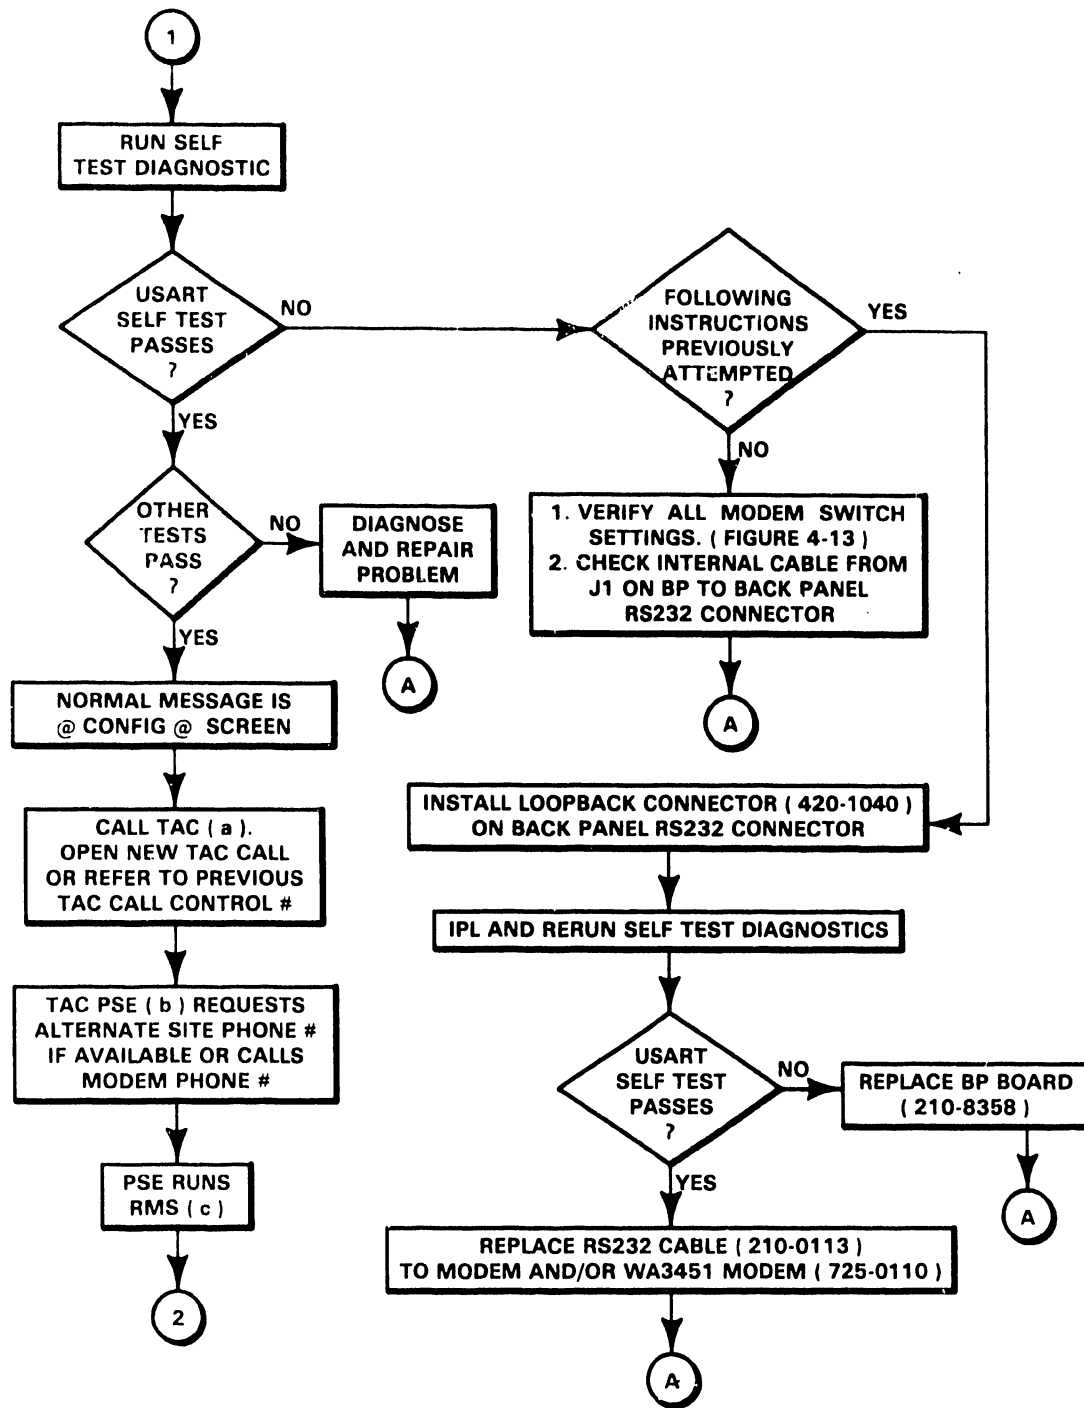 1
RUN SELF
TEST DIAGNOSTIC
USART
SELF TEST
PASSES
?
NO
YES
FOLLOWING
INSTRUCTIONS
PREVIOUSLY
ATTEMPTED
?
YES
NO
OTHER
TESTS
PASS
?
NO
YES
DIAGNOSE
AND REPAIR
PROBLEM
A
1. VERIFY ALL MODEM SWITCH
SETTINGS. ( FIGURE 4-13 )
2. CHECK INTERNAL CABLE FROM
J1 ON BP TO BACK PANEL
RS232 CONNECTOR
A
NORMAL MESSAGE IS
@ CONFIG @ SCREEN
CALL TAC ( a ).
OPEN NEW TAC CALL
OR REFER TO PREVIOUS
TAC CALL CONTROL #
TAC PSE ( b ) REQUESTS
ALTERNATE SITE PHONE #
IF AVAILABLE OR CALLS
MODEM PHONE #
PSE RUNS
RMS ( c )
2
INSTALL LOOPBACK CONNECTOR ( 420-1040 )
ON BACK PANEL RS232 CONNECTOR
IPL AND RERUN SELF TEST DIAGNOSTICS
USART
SELF TEST
PASSES
?
NO
YES
REPLACE BP BOARD
( 210-8358 )
A
REPLACE RS232 CABLE ( 210-0113 )
TO MODEM AND/OR WA3451 MODEM ( 725-0110 )
A